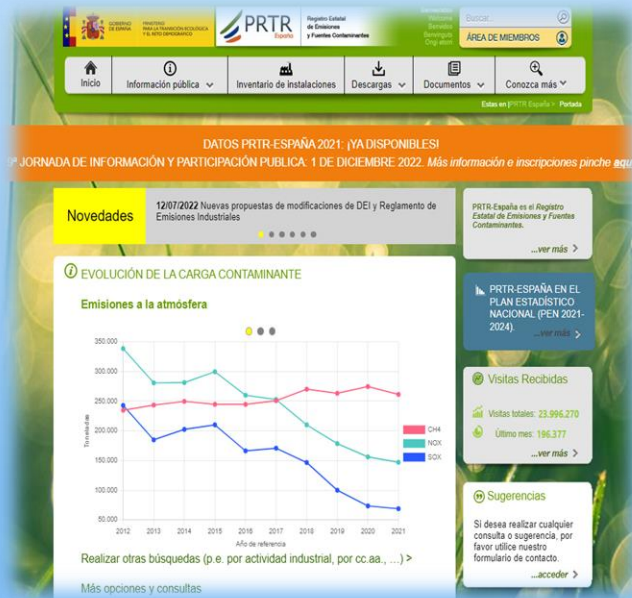 GOBIERNO
DE ESPAÑA
MINISTERIO
PARA LA TRANSICIÓN ECOLÓGICA
Y EL RETO DEMOGRÁFICO
PRTR
España
Registro Estatal
de Emisiones
y Fuentes Contaminantes
Welcome
Benvidos
Benvinguts
Ongi etorri
Buscar...
ÁREA DE MIEMBROS
Inicio
Información pública
Inventario de instalaciones
Descargas
Documentos
Conozca más
Estas en |PRTR España > Portada
DATOS PRTR-ESPAÑA 2021: ¡YA DISPONIBLES!
JORNADA DE INFORMACIÓN Y PARTICIPACIÓN PUBLICA: 1 DE DICIEMBRE 2022. Más información e inscripciones pinche aquí
Novedades
12/07/2022 Nuevas propuestas de modificaciones de DEI y Reglamento de
Emisiones Industriales
PRTR-España es el Registro
Estatal de Emisiones y Fuentes
Contaminantes.
...ver más >
EVOLUCIÓN DE LA CARGA CONTAMINANTE
Emisiones a la atmósfera
350.000
300.000
250.000
200.000
150.000
100.000
50.000
Toneladas
2012 2013 2014 2015 2016 2017 2018 2019 2020 2021
Año de referencia
CH4
NOX
SOX
Realizar otras búsquedas (p.e. por actividad industrial, por cc.aa., ...) >
Más opciones y consultas
PRTR-ESPAÑA EN EL
PLAN ESTADÍSTICO
NACIONAL (PEN 2021-
2024).
...ver más >
Visitas Recibidas
Visitas totales: 23.996.270
Último mes: 196.377
...ver más >
Sugerencias
Si desea realizar cualquier
consulta o sugerencia, por
favor utilice nuestro
formulario de contacto.
...acceder >